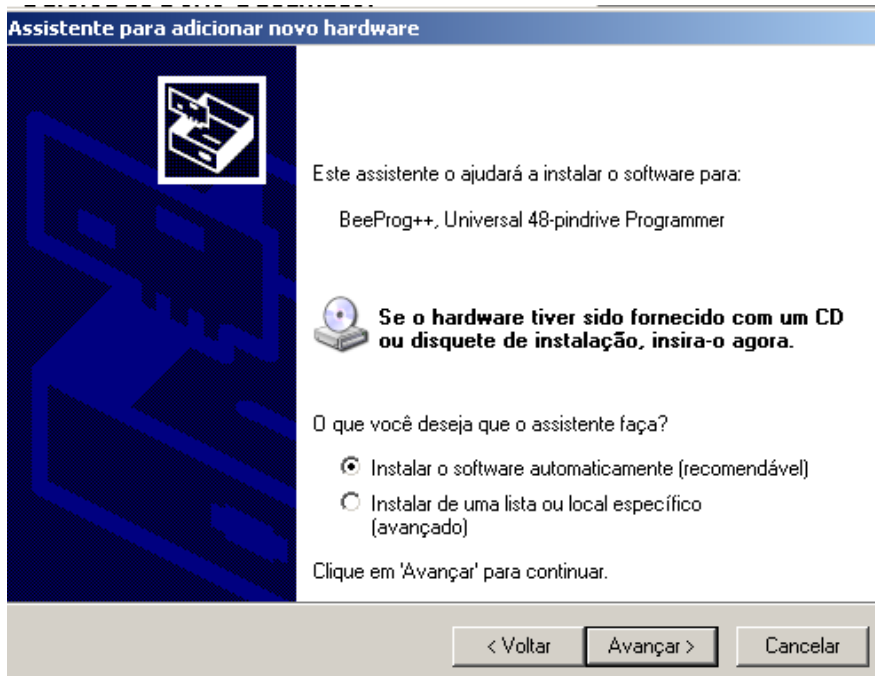 Assistente para adicionar novo hardware
Este assistente o ajudará a instalar o software para:
BeeProg++, Universal 48-pindrive Programmer
Se o hardware tiver sido fornecido com um CD
ou disquete de instalação, insira-o agora.
O que você deseja que o assistente faça?
Instalar o software automaticamente (recomendável)
Instalar de uma lista ou local específico
(avançado)
Clique em 'Avançar' para continuar.
< Voltar
Avançar >
Cancelar